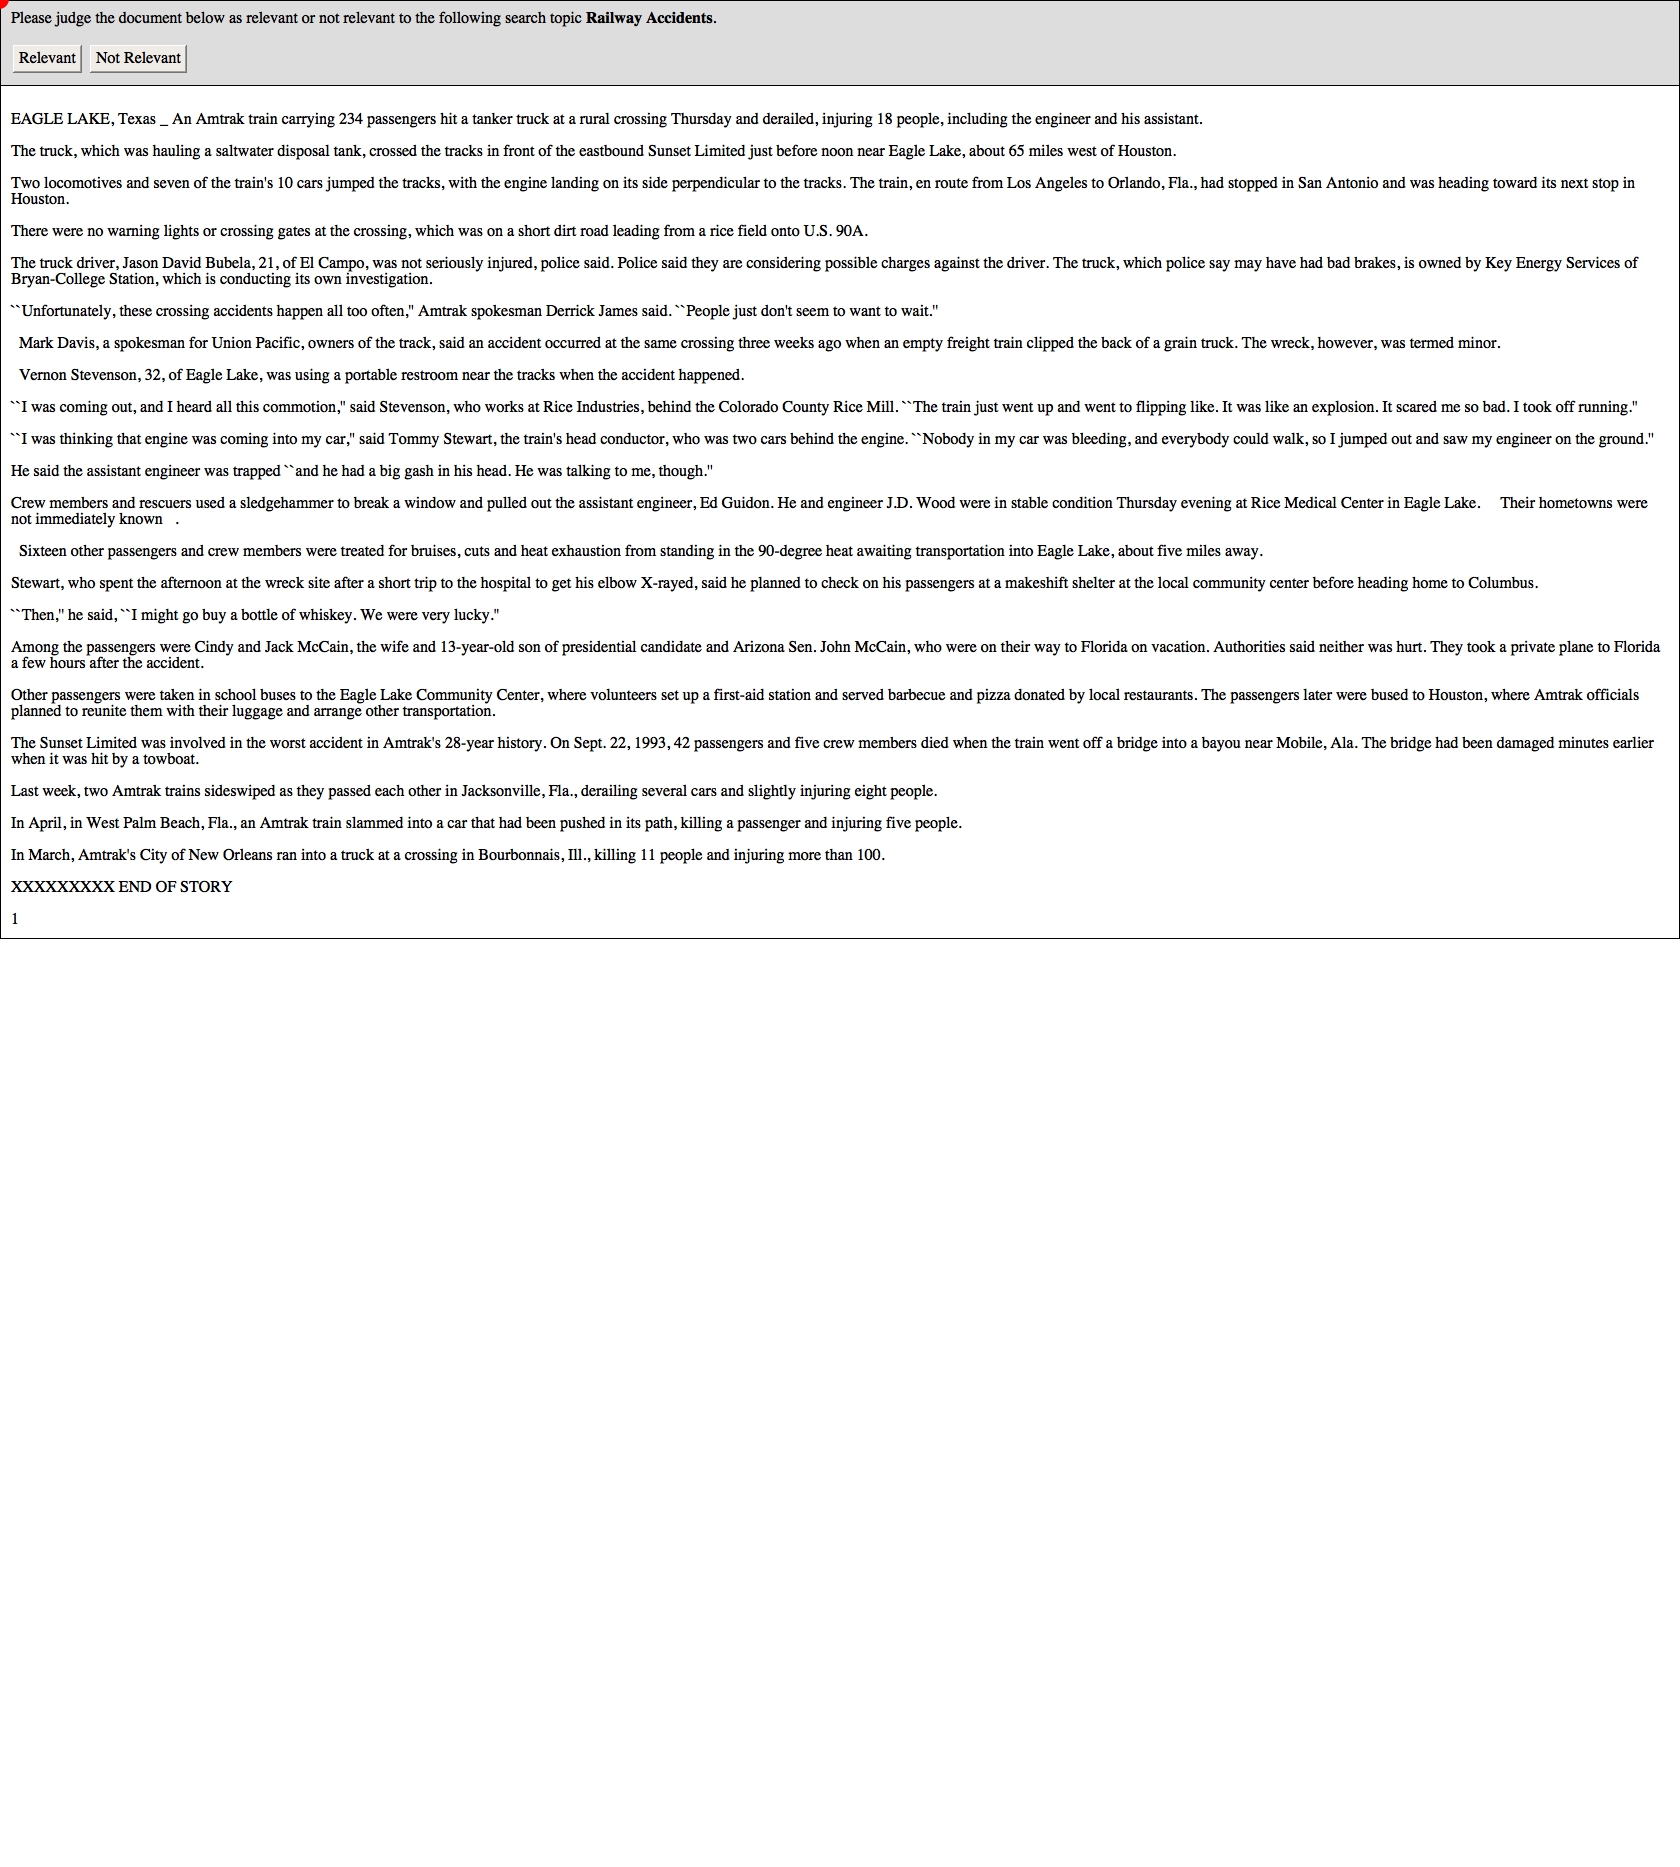 Please judge the document below as relevant or not relevant to the following search topic Railway Accidents.
Relevant Not Relevant
EAGLE LAKE, Texas _ An Amtrak train carrying 234 passengers hit a tanker truck at a rural crossing Thursday and derailed, injuring 18 people, including the engineer and his assistant.
The truck, which was hauling a saltwater disposal tank, crossed the tracks in front of the eastbound Sunset Limited just before noon near Eagle Lake, about 65 miles west of Houston.
Two locomotives and seven of the train's 10 cars jumped the tracks, with the engine landing on its side perpendicular to the tracks. The train, en route from Los Angeles to Orlando, Fla., had stopped in San Antonio and was heading toward its next stop in
Houston.
There were no warning lights or crossing gates at the crossing, which was on a short dirt road leading from a rice field onto U.S. 90A.
The truck driver, Jason David Bubela, 21, of El Campo, was not seriously injured, police said. Police said they are considering possible charges against the driver. The truck, which police say may have had bad brakes, is owned by Key Energy Services of
Bryan-College Station, which is conducting its own investigation.
``Unfortunately, these crossing accidents happen all too often,'' Amtrak spokesman Derrick James said. ``People just don't seem to want to wait.''
Mark Davis, a spokesman for Union Pacific, owners of the track, said an accident occurred at the same crossing three weeks ago when an empty freight train clipped the back of a grain truck. The wreck, however, was termed minor.
Vernon Stevenson, 32, of Eagle Lake, was using a portable restroom near the tracks when the accident happened.
``I was coming out, and I heard all this commotion,'' said Stevenson, who works at Rice Industries, behind the Colorado County Rice Mill. ``The train just went up and went to flipping like. It was like an explosion. It scared me so bad. I took off running.''
``I was thinking that engine was coming into my car,'' said Tommy Stewart, the train's head conductor, who was two cars behind the engine. ``Nobody in my car was bleeding, and everybody could walk, so I jumped out and saw my engineer on the ground.''
He said the assistant engineer was trapped ``and he had a big gash in his head. He was talking to me, though.''
Crew members and rescuers used a sledgehammer to break a window and pulled out the assistant engineer, Ed Guidon. He and engineer J.D. Wood were in stable condition Thursday evening at Rice Medical Center in Eagle Lake. Their hometowns were
not immediately known .
Sixteen other passengers and crew members were treated for bruises, cuts and heat exhaustion from standing in the 90-degree heat awaiting transportation into Eagle Lake, about five miles away.
Stewart, who spent the afternoon at the wreck site after a short trip to the hospital to get his elbow X-rayed, said he planned to check on his passengers at a makeshift shelter at the local community center before heading home to Columbus.
``Then,'' he said, ``I might go buy a bottle of whiskey. We were very lucky.''
Among the passengers were Cindy and Jack McCain, the wife and 13-year-old son of presidential candidate and Arizona Sen. John McCain, who were on their way to Florida on vacation. Authorities said neither was hurt. They took a private plane to Florida
a few hours after the accident.
Other passengers were taken in school buses to the Eagle Lake Community Center, where volunteers set up a first-aid station and served barbecue and pizza donated by local restaurants. The passengers later were bused to Houston, where Amtrak officials
planned to reunite them with their luggage and arrange other transportation.
The Sunset Limited was involved in the worst accident in Amtrak's 28-year history. On Sept. 22, 1993, 42 passengers and five crew members died when the train went off a bridge into a bayou near Mobile, Ala. The bridge had been damaged minutes earlier
when it was hit by a towboat.
Last week, two Amtrak trains sideswiped as they passed each other in Jacksonville, Fla., derailing several cars and slightly injuring eight people.
In April, in West Palm Beach, Fla., an Amtrak train slammed into a car that had been pushed in its path, killing a passenger and injuring five people.
In March, Amtrak's City of New Orleans ran into a truck at a crossing in Bourbonnais, Ill., killing 11 people and injuring more than 100.
XXXXXXXXX END OF STORY
1